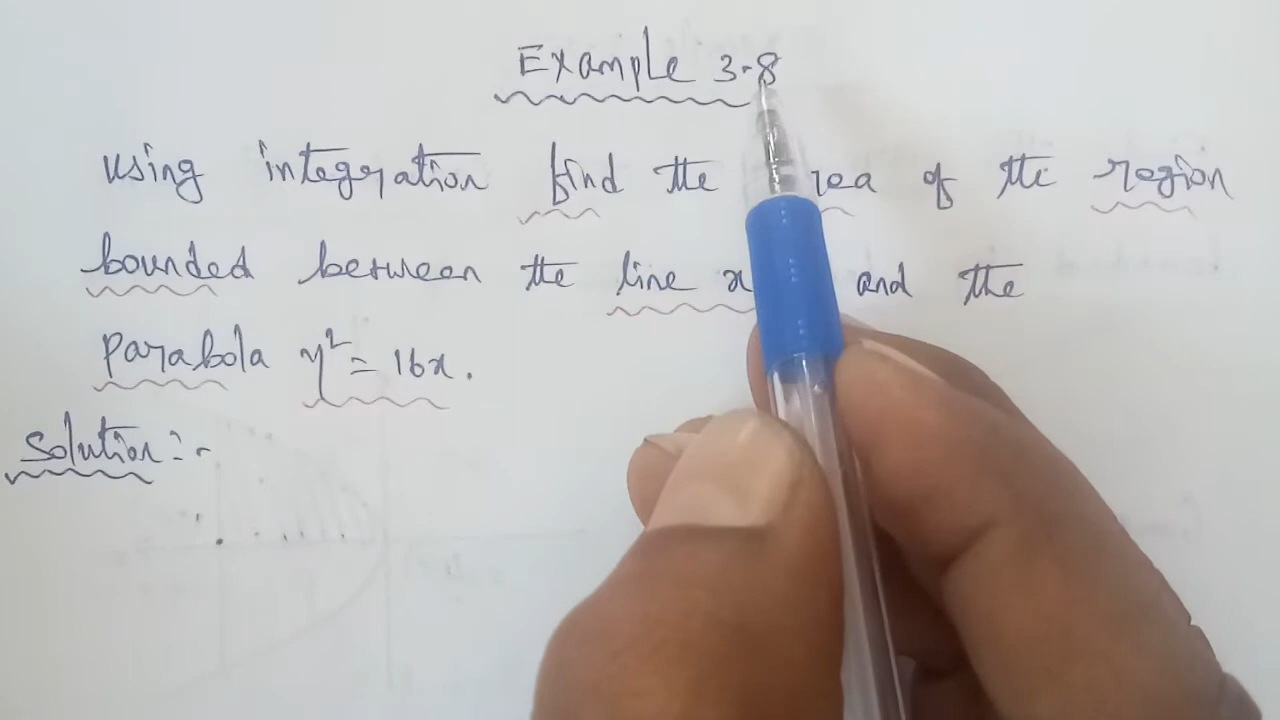 Example 3.8
Using integration find the rea of the region
bounded between the line x and the
Parabola y² = 16x.
Solution:-